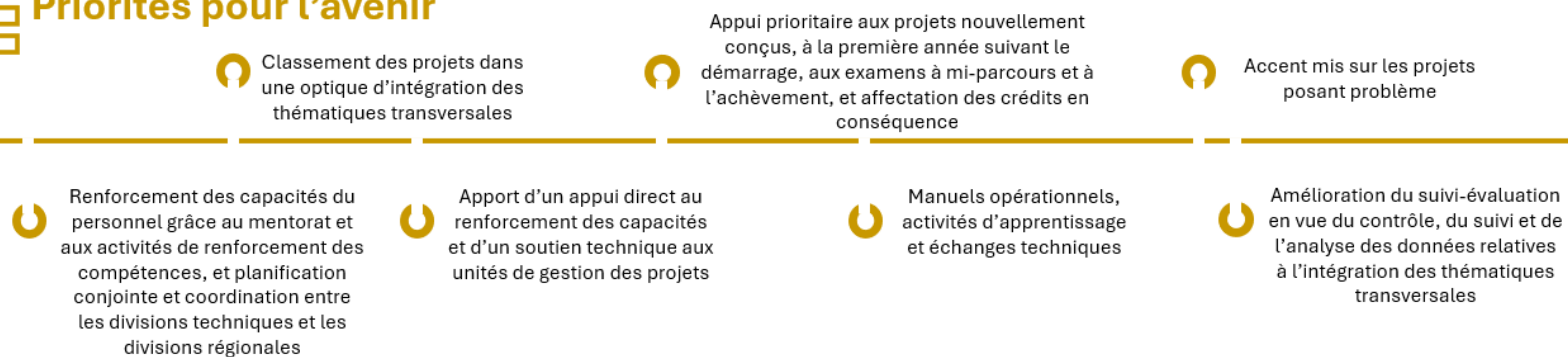 Priorités pour l’avenir
Classement des projets dans
une optique d’intégration des
thématiques transversales
Appui prioritaire aux projets nouvellement
conçus, à la première année suivant le
démarrage, aux examens à mi-parcours et à
l’achèvement, et affectation des crédits en
conséquence
Accent mis sur les projets
posant problème
Renforcement des capacités du
personnel grâce au mentorat et
aux activités de renforcement des
compétences, et planification
conjointe et coordination entre
les divisions techniques et les
divisions régionales
Apport d’un appui direct au
renforcement des capacités
et d’un soutien technique aux
unités de gestion des projets
Manuels opérationnels,
activités d’apprentissage
et échanges techniques
Amélioration du suivi-évaluation
en vue du contrôle, du suivi et de
l’analyse des données relatives
à l’intégration des thématiques
transversales